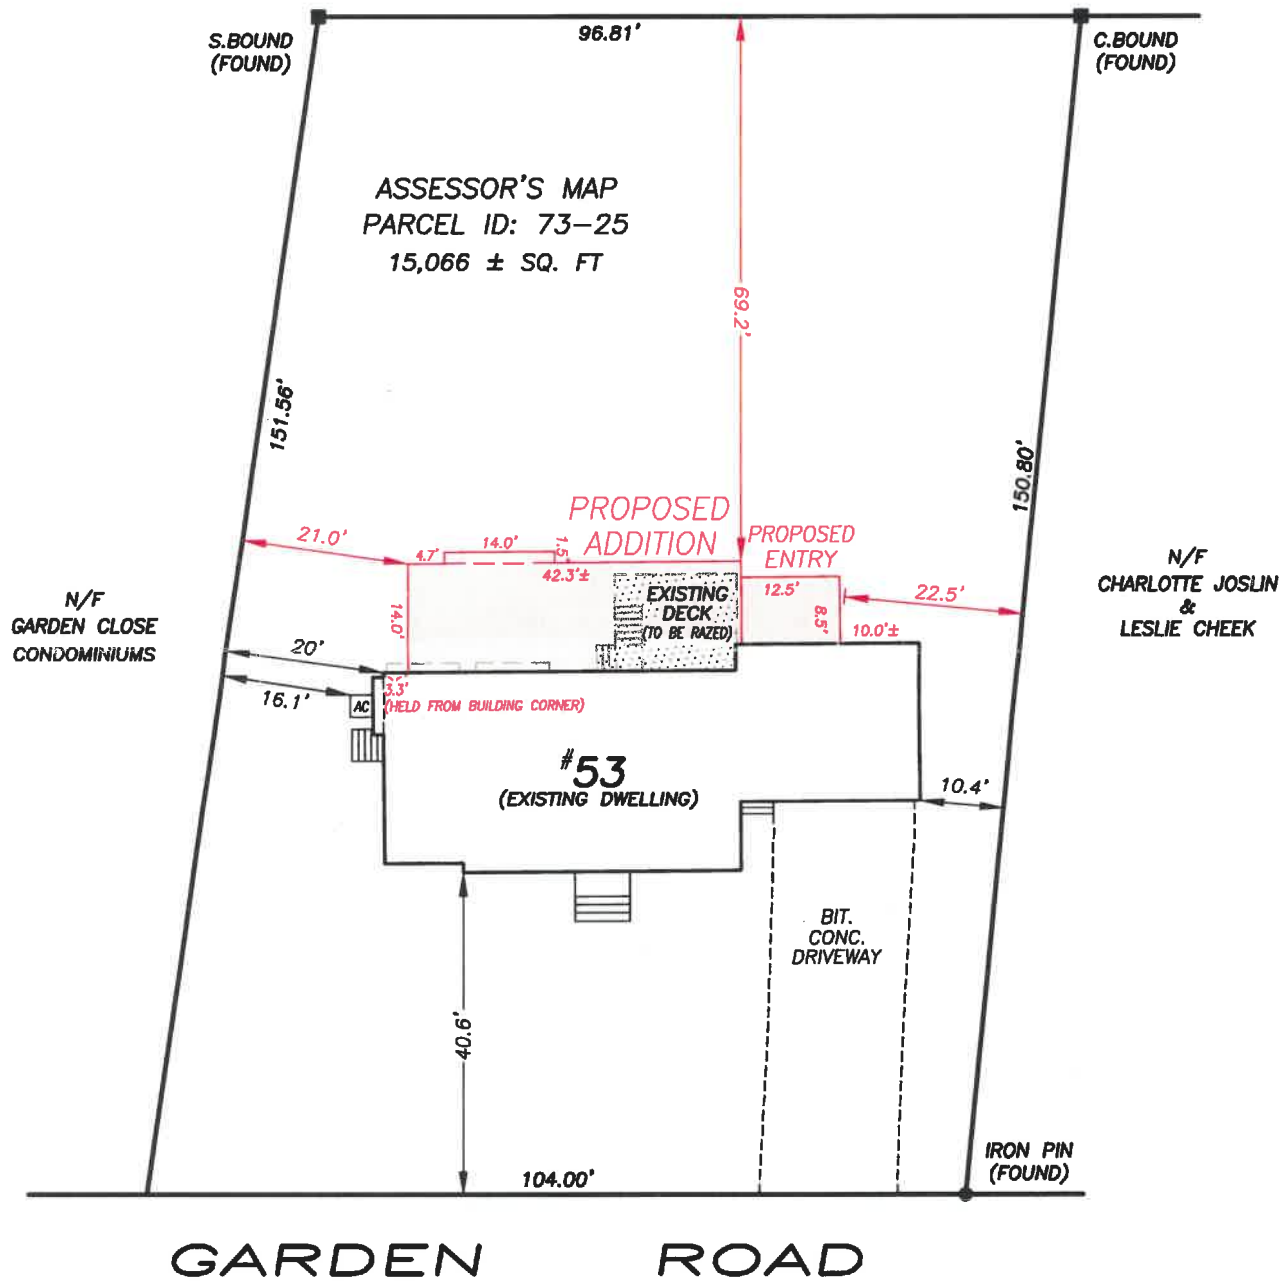 96.81'
S.BOUND
(FOUND)
C.BOUND
(FOUND)
ASSESSOR'S MAP
PARCEL ID: 73-25
15,066 ± SQ. FT
69.2'
151.56'
150.80'
PROPOSED
ADDITION
PROPOSED
ENTRY
21.0'
4.7'
14.0'
1.5'
42.3'±
12.5'
22.5'
8.5'
10.0'±
14.0'
EXISTING
DECK
(TO BE RAZED)
N/F
GARDEN CLOSE
CONDOMINIUMS
N/F
CHARLOTTE JOSLIN
&
LESLIE CHEEK
20'
16.1'
AC
3.3'
(HELD FROM BUILDING CORNER)
#53
(EXISTING DWELLING)
10.4'
BIT.
CONC.
DRIVEWAY
40.6'
104.00'
IRON PIN
(FOUND)
GARDEN ROAD